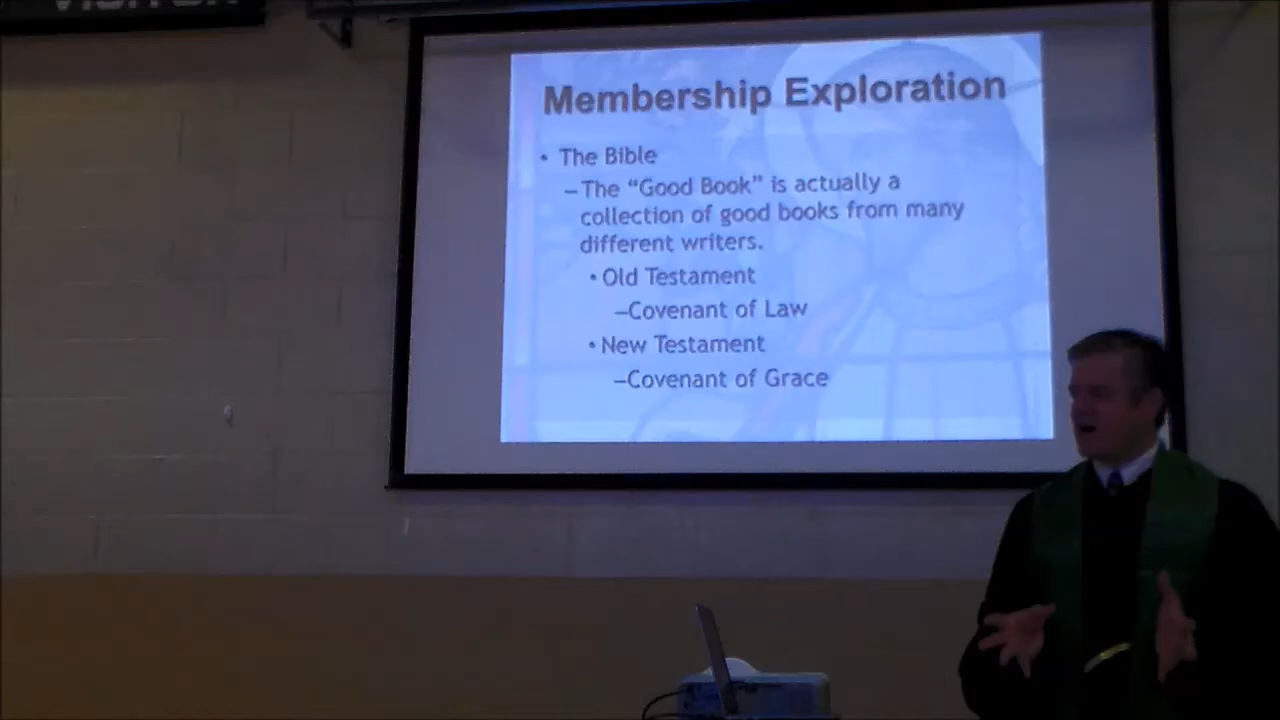 VISITOR
Membership Exploration
• The Bible
–The “Good Book” is actually a
collection of good books from many
different writers.
• Old Testament
–Covenant of Law
• New Testament
–Covenant of Grace